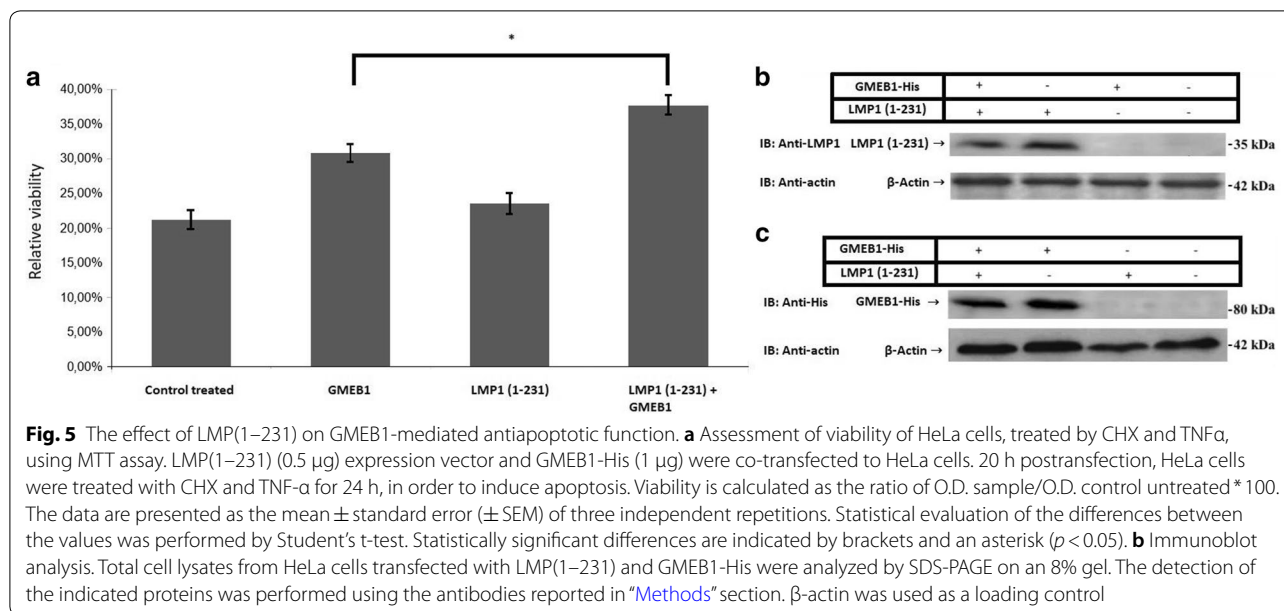 *
a
40,00%
35,00%
30,00%
25,00%
20,00%
15,00%
10,00%
5,00%
0,00%
Relative viability
Control treated GMEB1 LMP1 (1-231) LMP1 (1-231) +
GMEB1
b
GMEB1-His + - + -
LMP1 (1-231) + + - -
IB: Anti-LMP1 LMP1 (1-231) → -35 kDa
IB: Anti-actin β-Actin → -42 kDa
c
GMEB1-His + + - -
LMP1 (1-231) + - + -
IB: Anti-His GMEB1-His → -80 kDa
IB: Anti-actin β-Actin → -42 kDa
Fig. 5 The effect of LMP(1–231) on GMEB1-mediated antiapoptotic function. a Assessment of viability of HeLa cells, treated by CHX and TNFα,
using MTT assay. LMP(1–231) (0.5 μg) expression vector and GMEB1-His (1 μg) were co-transfected to HeLa cells. 20 h postransfection, HeLa cells
were treated with CHX and TNF-α for 24 h, in order to induce apoptosis. Viability is calculated as the ratio of O.D. sample/O.D. control untreated * 100.
The data are presented as the mean ± standard error (± SEM) of three independent repetitions. Statistical evaluation of the differences between
the values was performed by Student's t-test. Statistically significant differences are indicated by brackets and an asterisk (p < 0.05). b Immunoblot
analysis. Total cell lysates from HeLa cells transfected with LMP(1–231) and GMEB1-His were analyzed by SDS-PAGE on an 8% gel. The detection of
the indicated proteins was performed using the antibodies reported in "Methods" section. β-actin was used as a loading control